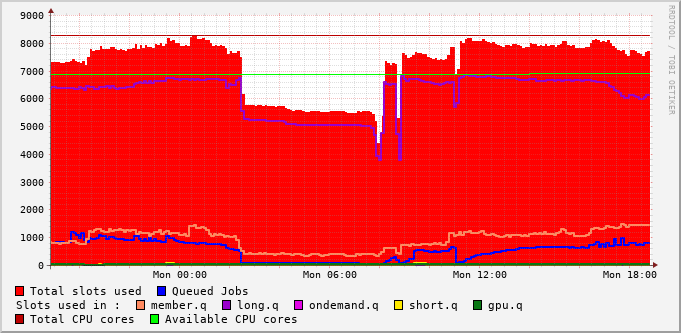 9000
8000
7000
6000
5000
4000
3000
2000
1000
0
Mon 00:00 Mon 06:00 Mon 12:00 Mon 18:00
RRDTOOL / TOBI OETIKER
Total slots used Queued Jobs
Slots used in : member.q long.q ondemand.q short.q gpu.q
Total CPU cores Available CPU cores